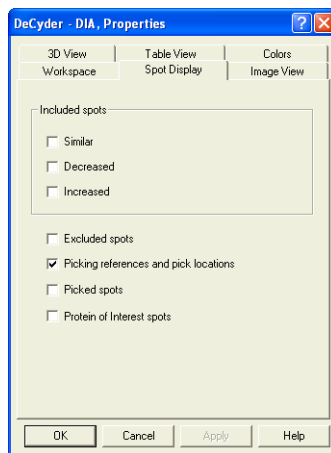 DeCyder - DIA, Properties
3D View Table View Colors
Workspace Spot Display Image View
Included spots
Similar
Decreased
Increased
Excluded spots
Picking references and pick locations
Picked spots
Protein of Interest spots
OK Cancel Apply Help